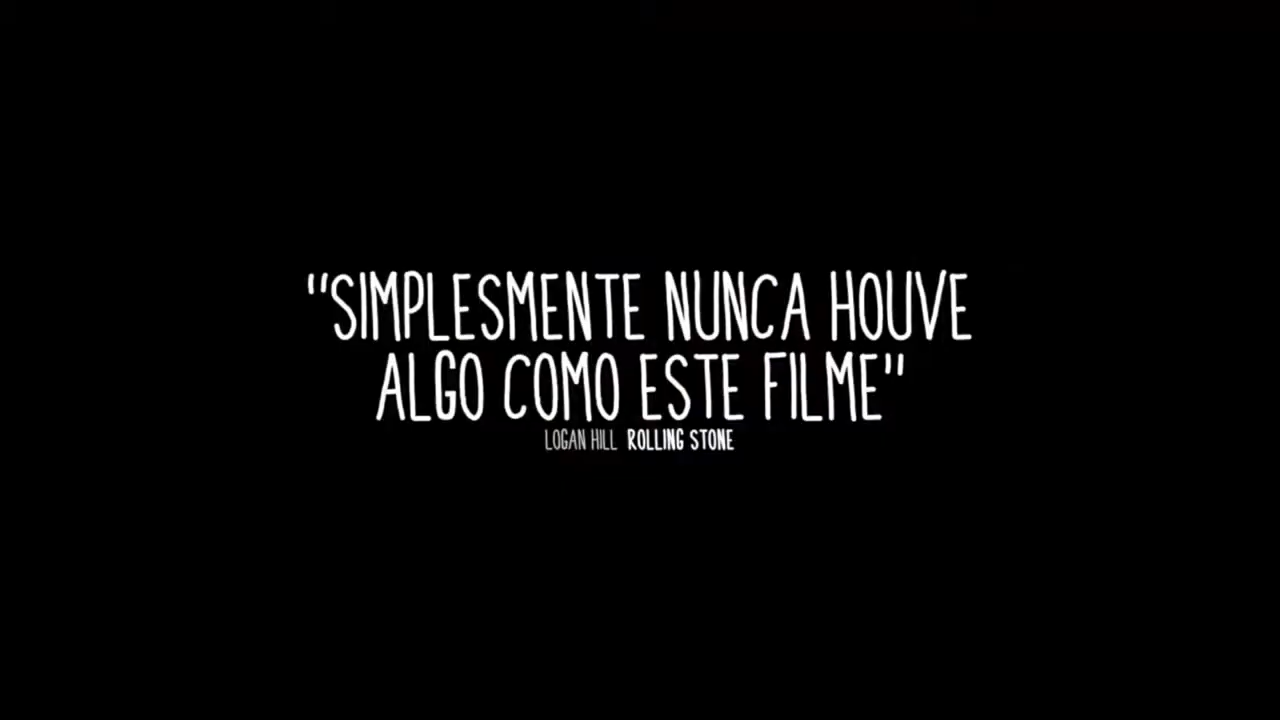 "SIMPLESMENTE NUNCA HOUVE
ALGO COMO ESTE FILME"
LOGAN HILL ROLLING STONE